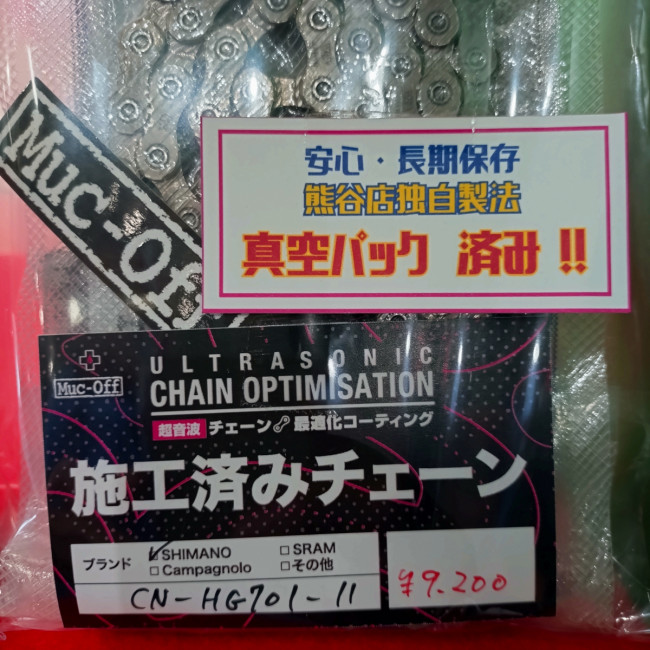 Muc-Off
安心・長期保存
熊谷店独自製法
真空パック 済み!!
Muc-Off
ULTRASONIC
CHAIN OPTIMISATION
超音波 チェーン 最適化コーティング
施工済みチェーン
ブランド
☑SHIMANO □SRAM
□Campagnolo □その他
CN-HG701-11
¥9.200